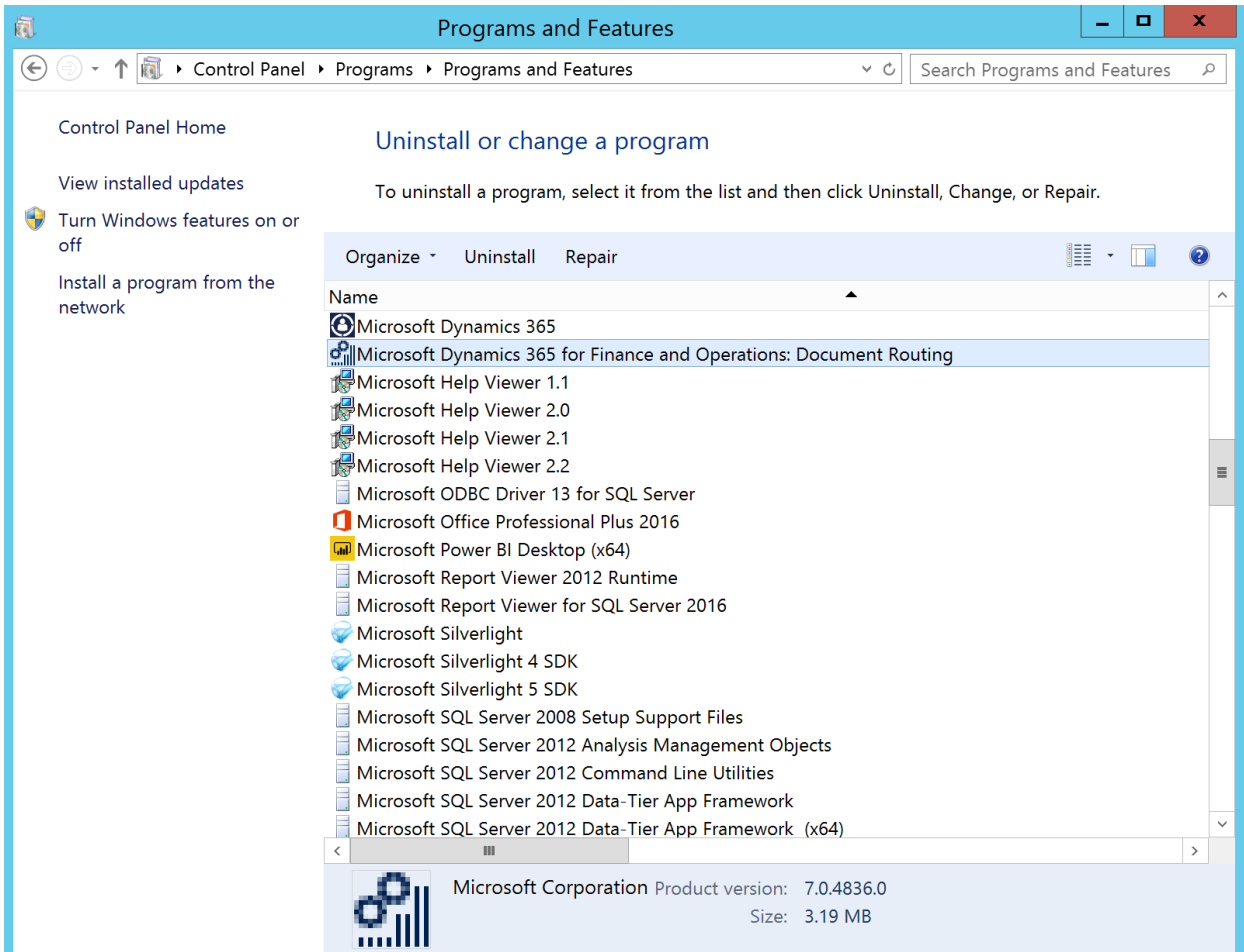 Programs and Features
Control Panel Programs Programs and Features Search Programs and Features
Control Panel Home
View installed updates
Turn Windows features on or
off
Install a program from the
network
Uninstall or change a program
To uninstall a program, select it from the list and then click Uninstall, Change, or Repair.
Organize Uninstall Repair
Name
Microsoft Dynamics 365
Microsoft Dynamics 365 for Finance and Operations: Document Routing
Microsoft Help Viewer 1.1
Microsoft Help Viewer 2.0
Microsoft Help Viewer 2.1
Microsoft Help Viewer 2.2
Microsoft ODBC Driver 13 for SQL Server
Microsoft Office Professional Plus 2016
Microsoft Power BI Desktop (x64)
Microsoft Report Viewer 2012 Runtime
Microsoft Report Viewer for SQL Server 2016
Microsoft Silverlight
Microsoft Silverlight 4 SDK
Microsoft Silverlight 5 SDK
Microsoft SQL Server 2008 Setup Support Files
Microsoft SQL Server 2012 Analysis Management Objects
Microsoft SQL Server 2012 Command Line Utilities
Microsoft SQL Server 2012 Data-Tier App Framework
Microsoft SQL Server 2012 Data-Tier App Framework (x64)
Microsoft Corporation Product version: 7.0.4836.0
Size: 3.19 MB